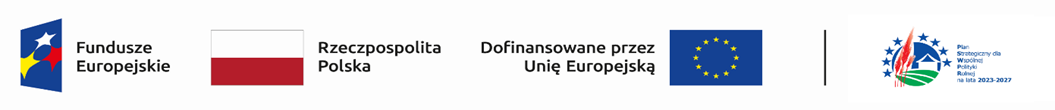 Fundusze
Europejskie
Rzeczpospolita
Polska
Dofinansowane przez
Unię Europejską
Plan
Strategiczny dla
Wspólnej
Polityki
Rolnej
na lata 2023-2027